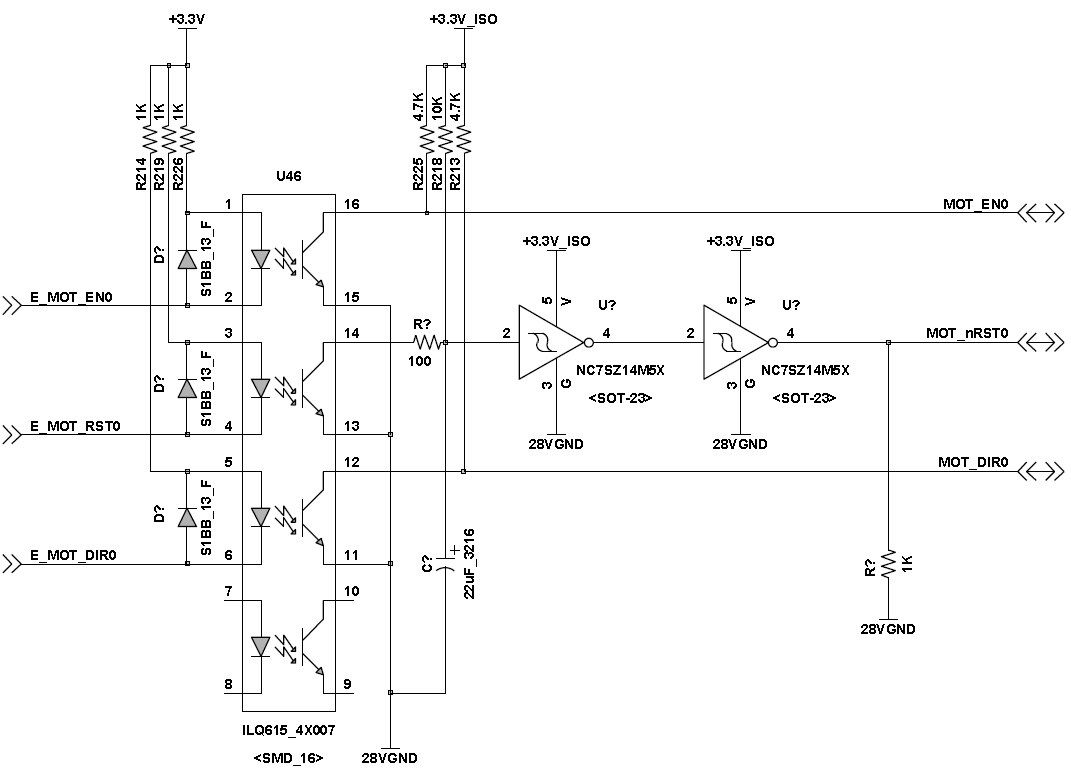 +3.3V
+3.3V_ISO
1K
1K
1K
R214
R219
R226
4.7K
10K
4.7K
R225
R218
R213
U46
1
16
MOT_EN0
D?
S1BB_13_F
E_MOT_EN0
2
15
+3.3V_ISO
5
V
U?
+3.3V_ISO
5
V
U?
3
14
R?
100
2
4
2
4
MOT_nRST0
D?
S1BB_13_F
3
G
NC7SZ14M5X
<SOT-23>
28VGND
3
G
NC7SZ14M5X
<SOT-23>
28VGND
E_MOT_RST0
4
13
5
12
MOT_DIR0
D?
S1BB_13_F
E_MOT_DIR0
6
11
C?
+
22uF_3216
R?
1K
28VGND
7
10
8
9
ILQ615_4X007
<SMD_16>
28VGND